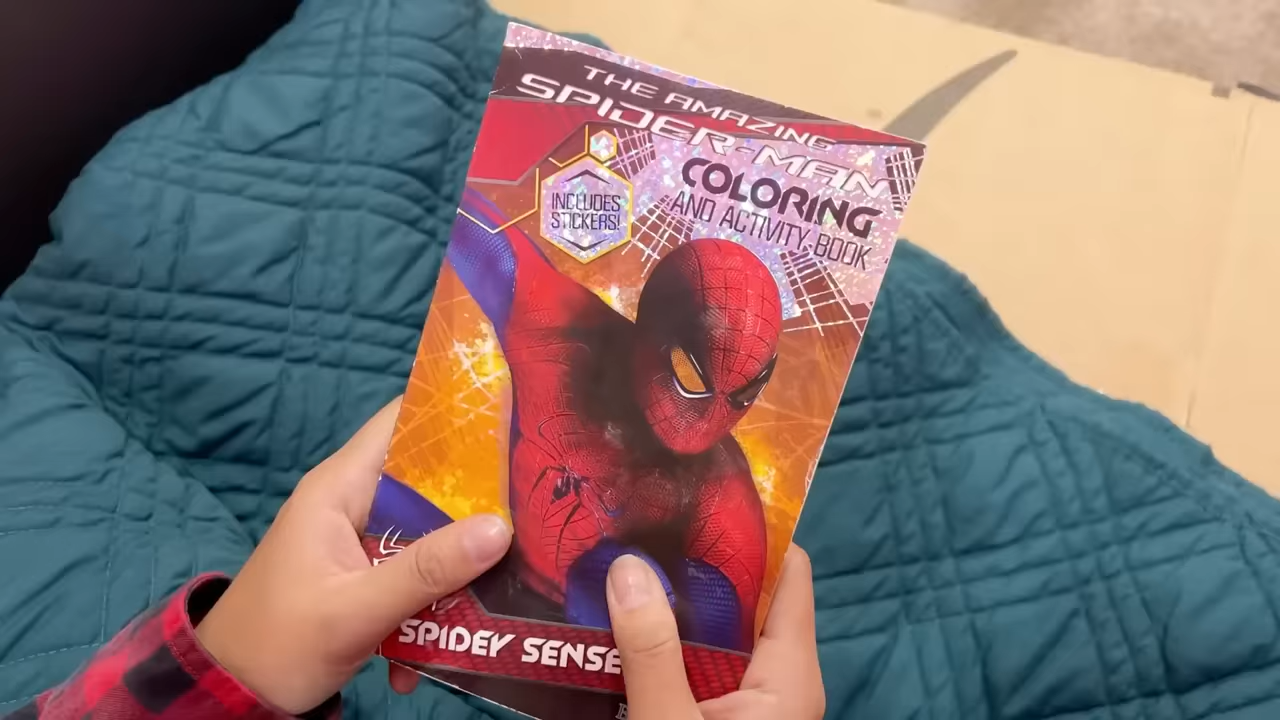 THE AMAZING
SPIDER-MAN
COLORING
AND ACTIVITY BOOK
INCLUDES
STICKERS!
SPIDEY SENSE